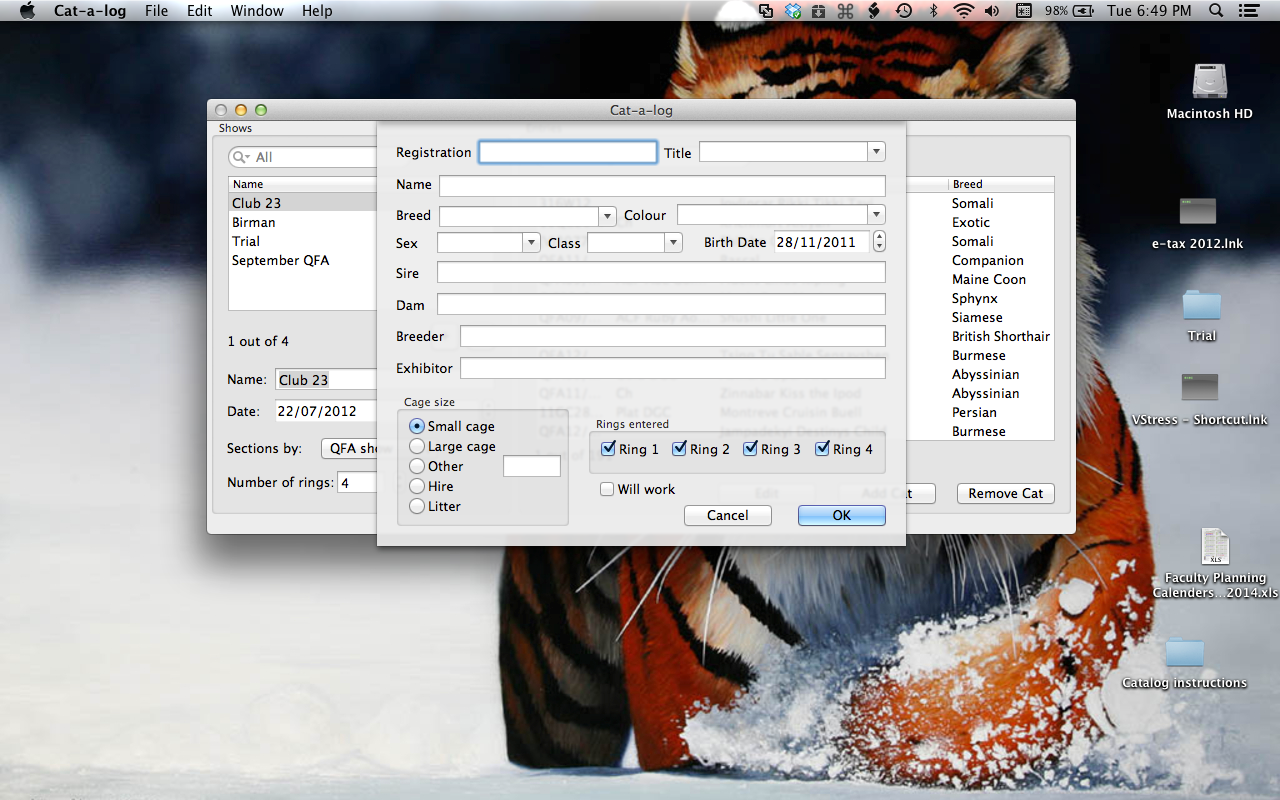 Cat-a-log File Edit Window Help 98% Tue 6:49 PM
Macintosh HD
e-tax 2012.lnk
Trial
VStress - Shortcut.lnk
XLS
Faculty Planning
Calenders...2014.xls
Catalog instructions
Cat-a-log
Shows
All
Name
Club 23
Birman
Trial
September QFA
1 out of 4
Name: Club 23
Date: 22/07/2012
Sections by: QFA sho
Number of rings: 4
Registration Title
Name
Breed Colour
Sex Class Birth Date 28/11/2011
Sire
Dam
Breeder
Exhibitor
Cage size
Small cage
Large cage
Other
Hire
Litter
Rings entered
Ring 1 Ring 2 Ring 3 Ring 4
Will work
Cancel OK
Breed
Somali
Exotic
Somali
Companion
Maine Coon
Sphynx
Siamese
British Shorthair
Burmese
Abyssinian
Abyssinian
Persian
Burmese
Edit Add Cat Remove Cat